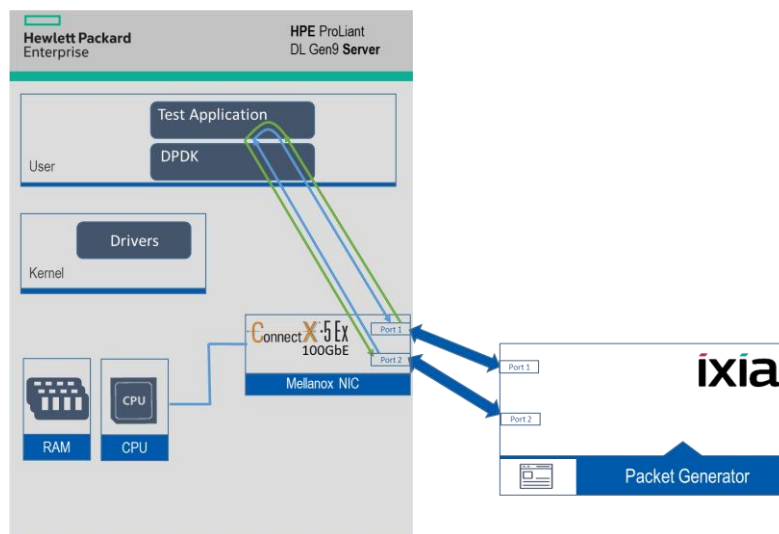 Hewlett Packard
Enterprise
HPE ProLiant
DL Gen9 Server
Test Application
DPDK
User
Drivers
Kernel
ConnectX-5 Ex
100GbE
Port 1
Port 2
Mellanox NIC
CPU
RAM
CPU
ixia
Port 1
Port 2
Packet Generator